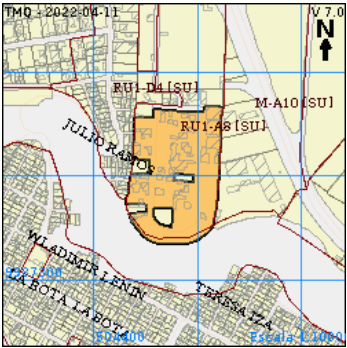 TMQ - 2022-04-11
V 7.0
N
RU1-D4 [SU]
M-A10 [SU]
RU1-A8 [SU]
JULIO RAMOS
WLADIMIR LENIN
LA BOTA LA BOTA
TERESA IZA
504400
Escala 1:1000